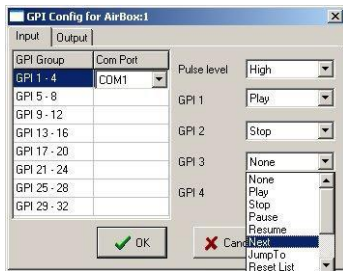 GPI Config for AirBox:1
Input Output
GPI Group Com Port
GPI 1 - 4 COM1
GPI 5 - 8
GPI 9 - 12
GPI 13 - 16
GPI 17 - 20
GPI 21 - 24
GPI 25 - 28
GPI 29 - 32
Pulse level High
GPI 1 Play
GPI 2 Stop
GPI 3 None
GPI 4
None
Play
Stop
Pause
Resume
Next
JumpTo
Reset List
OK
Can